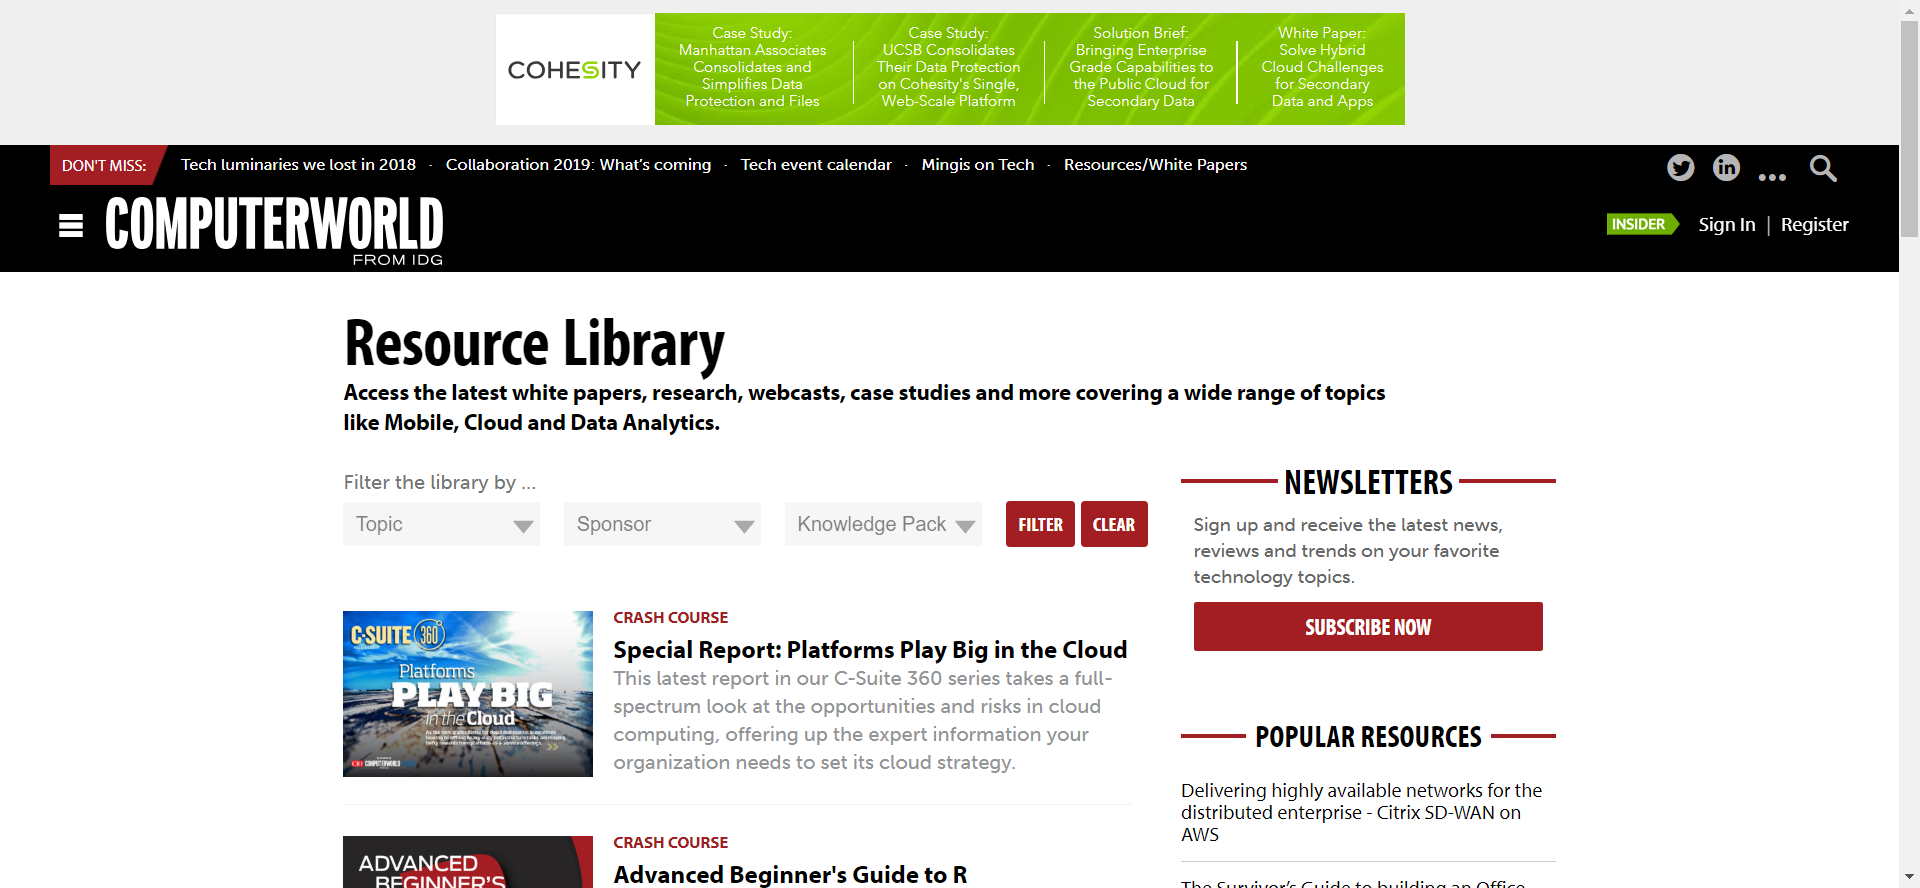 COHESITY
Case Study:
Manhattan Associates
Consolidates and
Simplifies Data
Protection and Files
Case Study:
UCSB Consolidates
Their Data Protection
on Cohesity's Single,
Web-Scale Platform
Solution Brief:
Bringing Enterprise
Grade Capabilities to
the Public Cloud for
Secondary Data
White Paper:
Solve Hybrid
Cloud Challenges
for Secondary
Data and Apps
DON'T MISS:
Tech luminaries we lost in 2018 · Collaboration 2019: What's coming · Tech event calendar · Mingis on Tech · Resources/White Papers
COMPUTERWORLD
FROM IDG
INSIDER Sign In | Register
Resource Library
Access the latest white papers, research, webcasts, case studies and more covering a wide range of topics
like Mobile, Cloud and Data Analytics.
Filter the library by ...
Topic
Sponsor
Knowledge Pack
FILTER
CLEAR
C-SUITE 360°
Platforms
PLAY BIG
in the Cloud
COMPUTERWORLD
CRASH COURSE
Special Report: Platforms Play Big in the Cloud
This latest report in our C-Suite 360 series takes a full-
spectrum look at the opportunities and risks in cloud
computing, offering up the expert information your
organization needs to set its cloud strategy.
ADVANCED
BEGINNER'S
CRASH COURSE
Advanced Beginner's Guide to R
NEWSLETTERS
Sign up and receive the latest news,
reviews and trends on your favorite
technology topics.
SUBSCRIBE NOW
POPULAR RESOURCES
Delivering highly available networks for the
distributed enterprise - Citrix SD-WAN on
AWS
The Survivor's Guide to building an Office